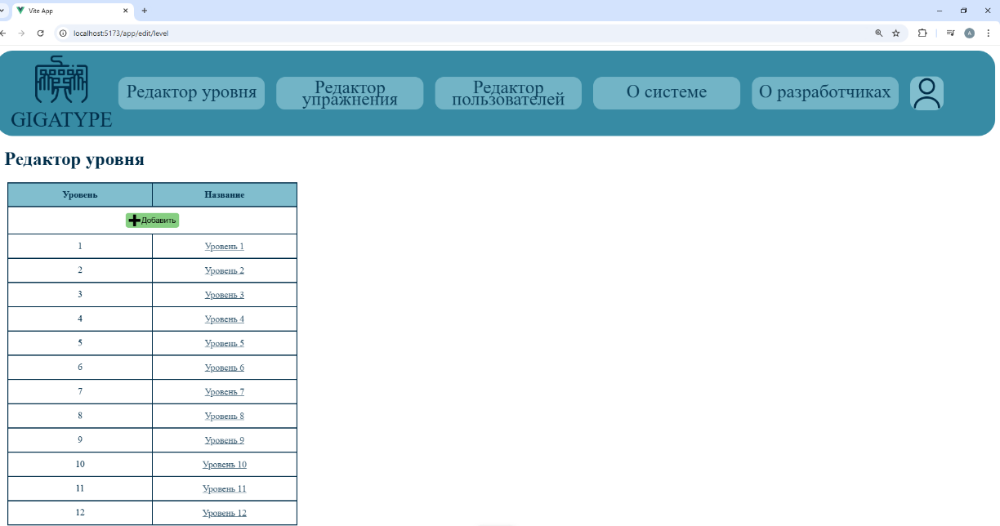 Vite App
localhost:5173/app/edit/level
A
GIGATYPE
Редактор уровня
Редактор
упражнения
Редактор
пользователей
О системе
О разработчиках
Редактор уровня
Уровень Название
Добавить
1 Уровень 1
2 Уровень 2
3 Уровень 3
4 Уровень 4
5 Уровень 5
6 Уровень 6
7 Уровень 7
8 Уровень 8
9 Уровень 9
10 Уровень 10
11 Уровень 11
12 Уровень 12